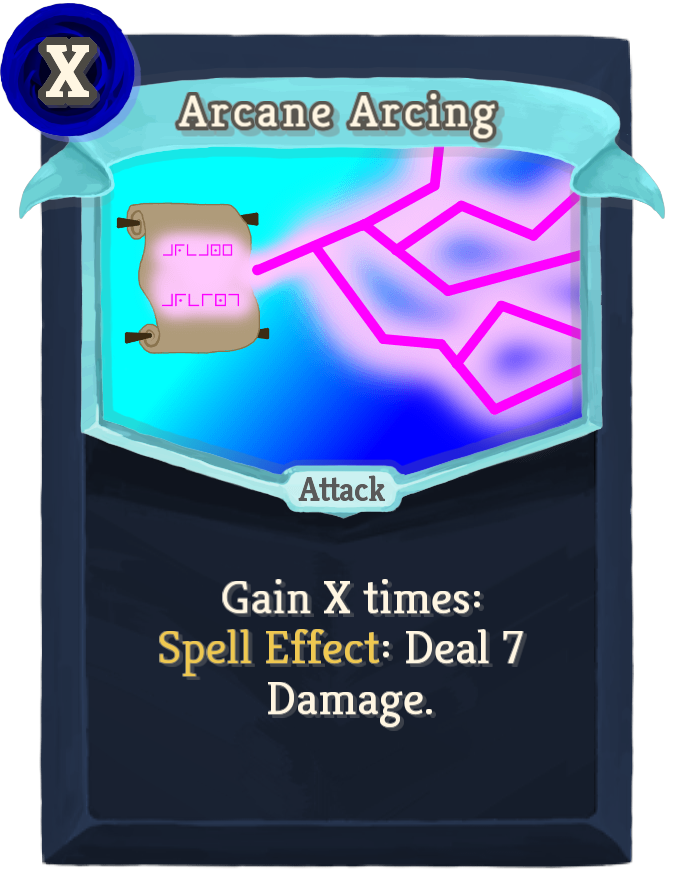 X
Arcane Arcing
Attack
Gain X times:
Spell Effect: Deal 7
Damage.